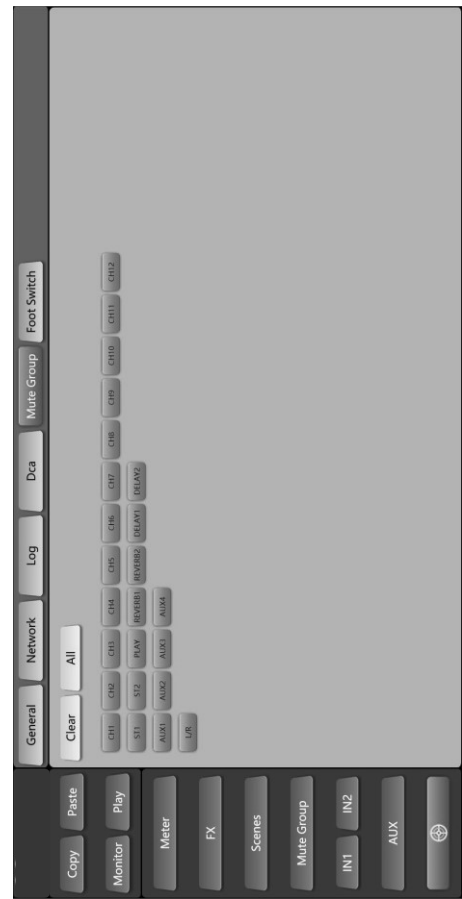 Copy Paste
Monitor Play
Meter
FX
Scenes
Mute Group
IN1 IN2
AUX
General Network Log Dca Mute Group Foot Switch
Clear All
CH1 CH2 CH3 CH4 CH5 CH6 CH7 CH8 CH9 CH10 CH11 CH12
ST1 ST2 PLAY REVERB1 REVERB2 DELAY1 DELAY2
AUX1 AUX2 AUX3 AUX4
L/R